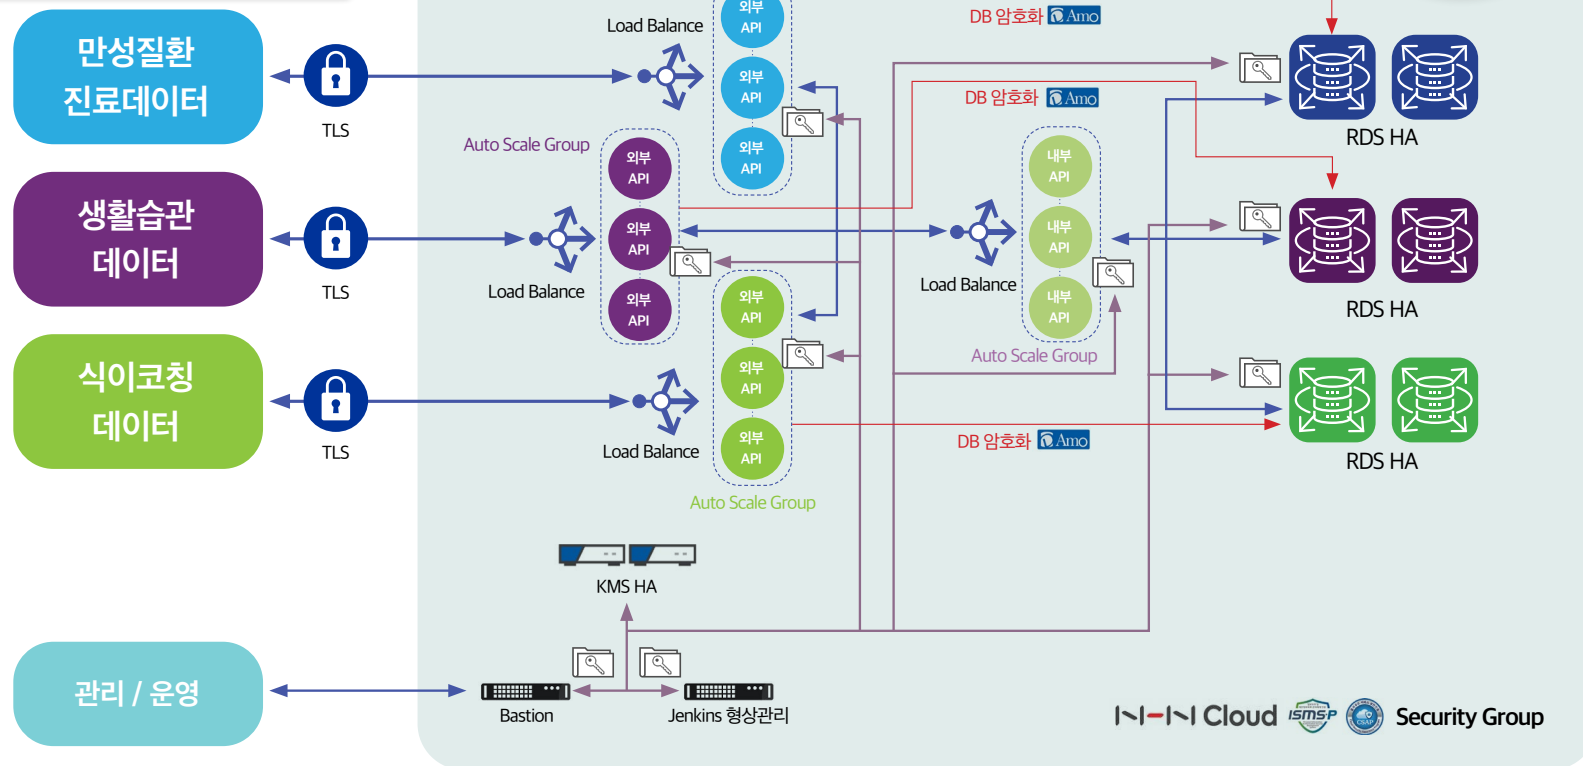 만성질환
진료데이터
TLS
Load Balance
외부
API
외부
API
외부
API
DB 암호화 Amo
RDS HA
DB 암호화 Amo
생활습관
데이터
TLS
Load Balance
Auto Scale Group
외부
API
외부
API
외부
API
Load Balance
내부
API
내부
API
내부
API
Auto Scale Group
RDS HA
식이코칭
데이터
TLS
Load Balance
외부
API
외부
API
외부
API
Auto Scale Group
DB 암호화 Amo
RDS HA
KMS HA
관리 / 운영
Bastion
Jenkins 형상관리
NHN Cloud ISMS-P CSAP Security Group